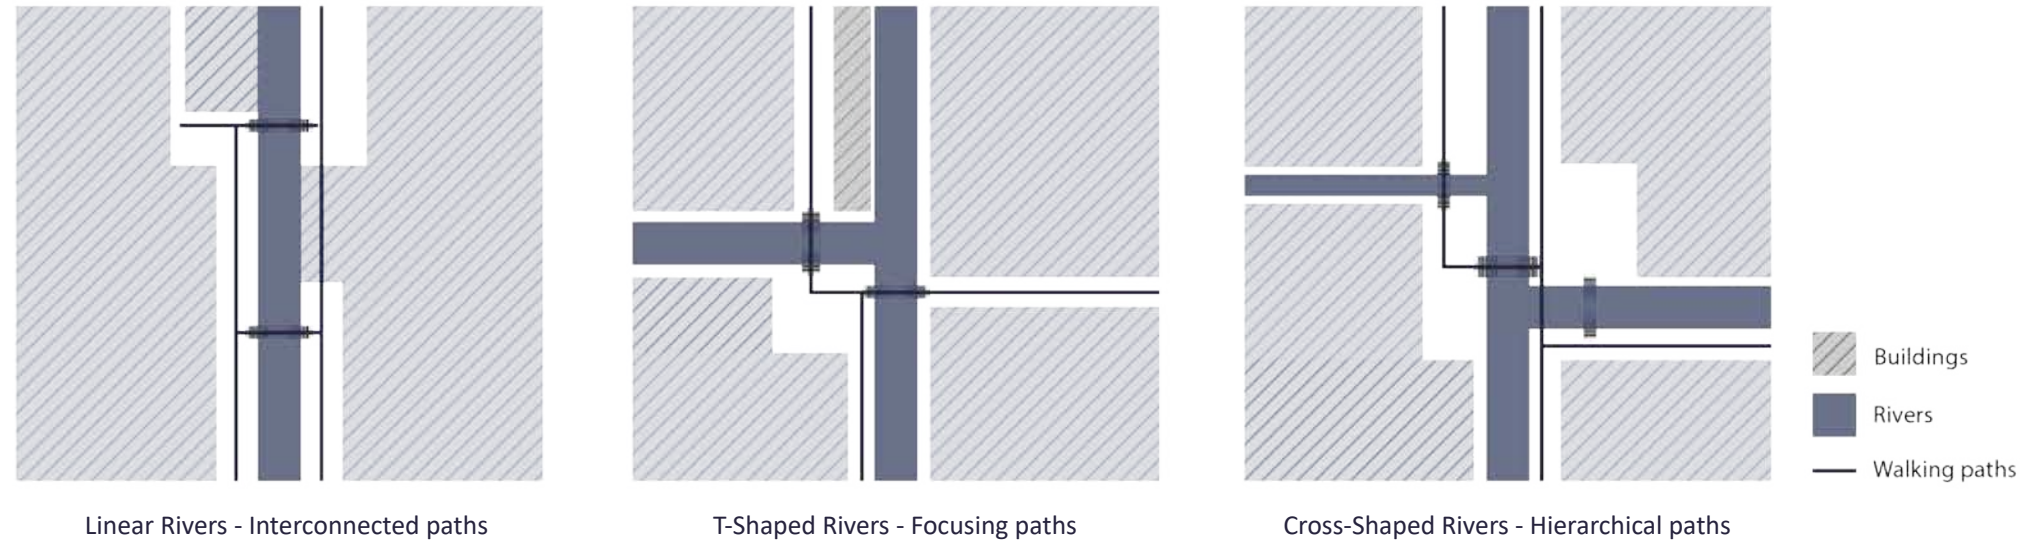 Buildings
Rivers
Walking paths
Linear Rivers - Interconnected paths
T-Shaped Rivers - Focusing paths
Cross-Shaped Rivers - Hierarchical paths